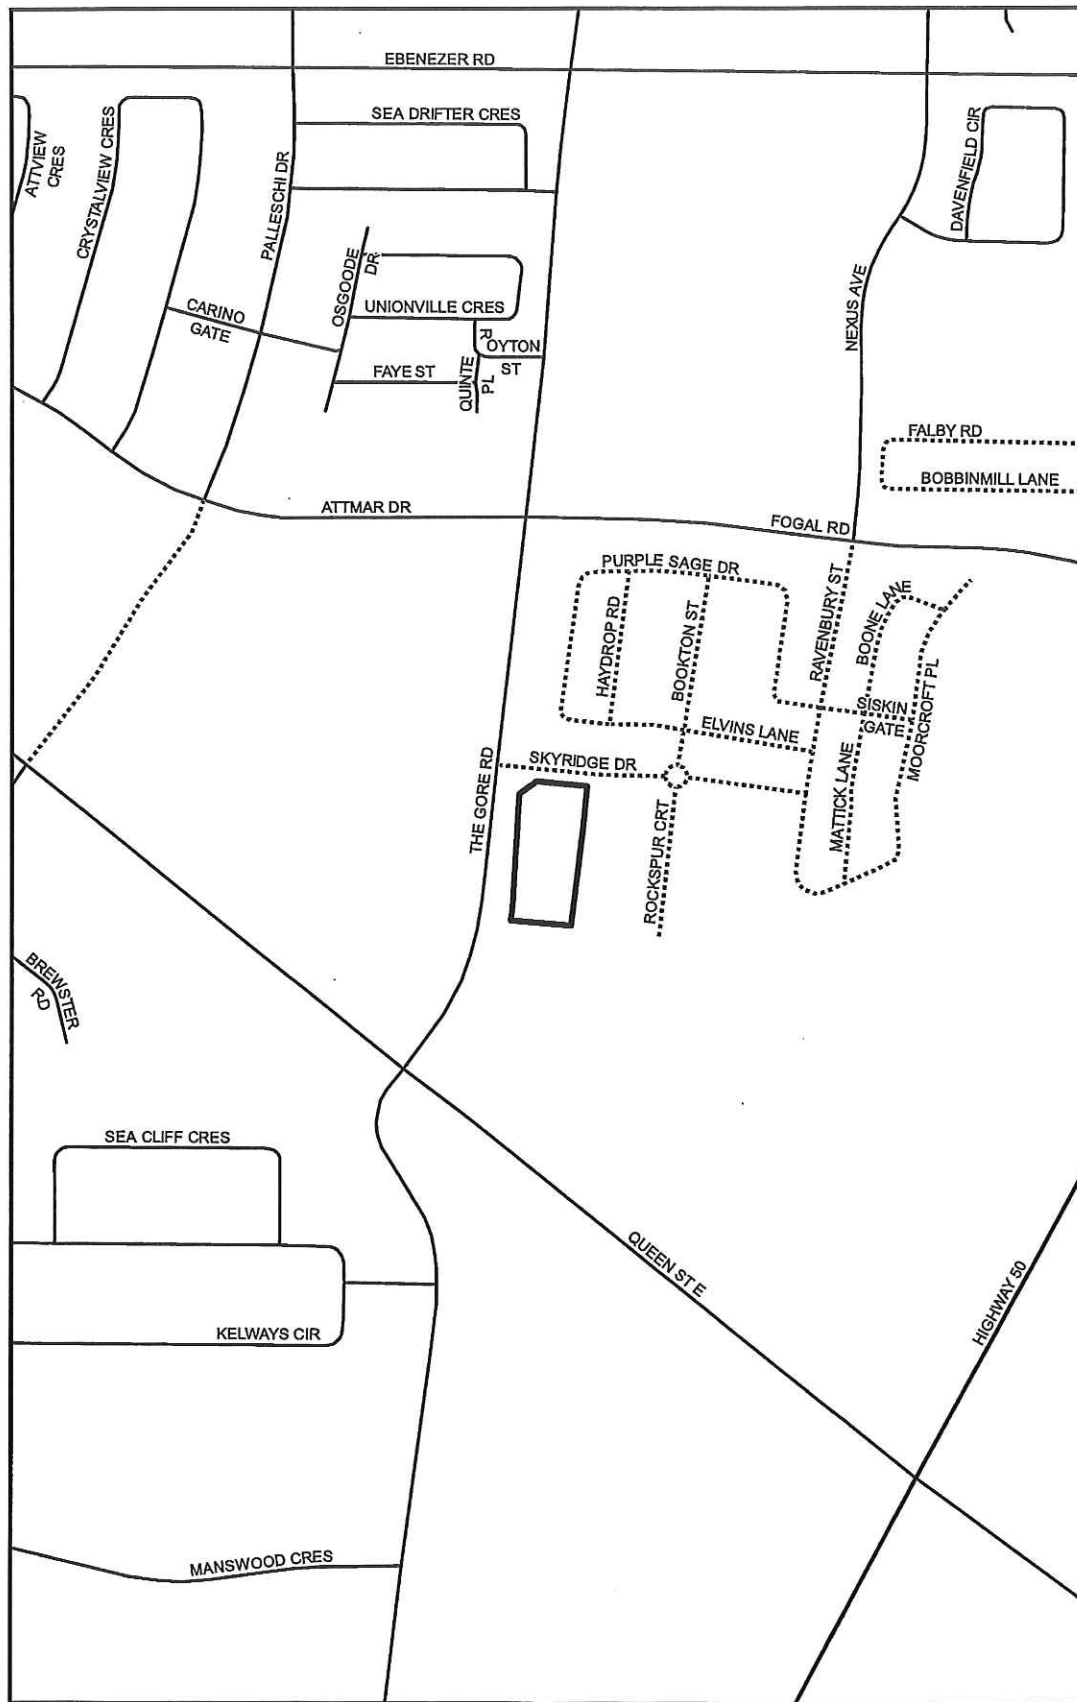 EBENEZER RD
SEA DRIFTER CRES
ATTVIEW
CRES
CRYSTALVIEW CRES
PALLESCHI DR
DAVENFIELD CIR
OSGOODE
DR
CARINO
GATE
UNIONVILLE CRES
ROYTON
ST
FAYE ST
QUINTE
PL
NEXUS AVE
FALBY RD
BOBBINMILL LANE
ATTMAR DR
FOGAL RD
PURPLE SAGE DR
HAYDROP RD
BOOKTON ST
RAVENBURY ST
BOONE LANE
SISKIN
GATE
MOORCROFT PL
ELVINS LANE
SKYRIDGE DR
THE GORE RD
ROCKSPUR CRT
MATTICK LANE
BREWSTER
RD
SEA CLIFF CRES
QUEEN ST E
HIGHWAY 50
KELWAYS CIR
MANSWOOD CRES